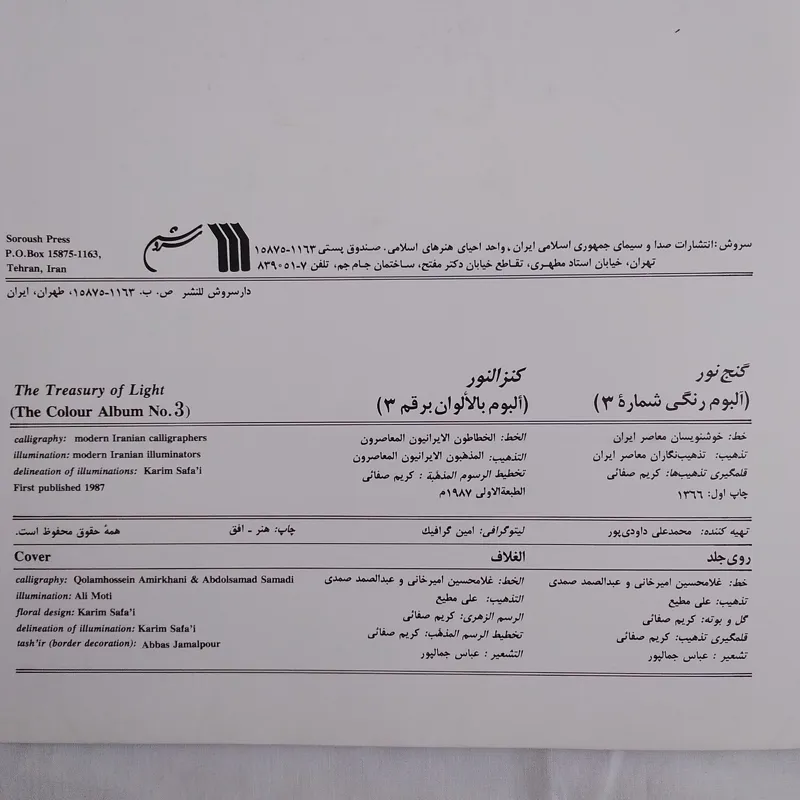 سروش: انتشارات صدا و سیمای جمهوری اسلامی ایران، واحد احیای هنرهای اسلامی. صندوق پستی ۱۱۶۳-۱۵۸۷۵
تهران، خیابان استاد مطهری، تقاطع خیابان دکتر مفتح، ساختمان جام‌جم، تلفن ۷-۸۳۹۰۵۱
سروش
Soroush Press
P.O.Box 15875-1163,
Tehran, Iran
دارسروش للنشر ص. ب. ۱۱۶۳-۱۵۸۷۵، طهران، ایران
گنج نور
(آلبوم رنگی شمارهٔ ۳)
خط: خوشنویسان معاصر ایران
تذهیب: تذهیب‌نگاران معاصر ایران
قلمگیری تذهیب‌ها: کریم صفائی
چاپ اول: ۱۳۶۶
کنز النور
(ألبوم بالألوان برقم ۳)
الخط: الخطاطون الایرانیون المعاصرون
التذهیب: المذهبون الایرانیون المعاصرون
تخطیط الرسوم المذهّبة : کریم صفائی
الطبعةالاولی ۱۹۸۷م
The Treasury of Light
(The Colour Album No.3)
calligraphy: modern Iranian calligraphers
illumination: modern Iranian illuminators
delineation of illuminations: Karim Safa'i
First published 1987
تهیه کننده: محمدعلی داودی‌پور لیتوگرافی: امین گرافیک چاپ: هنر ـ افق همهٔ حقوق محفوظ است.
روی جلد
خط: غلامحسین امیرخانی و عبدالصمد صمدی
تذهیب: علی مطیع
گل و بوته: کریم صفائی
قلمگیری تذهیب: کریم صفائی
تشعیر : عباس جمالپور
الغلاف
الخط: غلامحسین امیرخانی و عبدالصمد صمدی
التذهیب: علی مطیع
الرسم الزهری: کریم صفائی
تخطیط الرسم المذهّب: کریم صفائی
التشعیر : عباس جمالپور
Cover
calligraphy: Qolamhossein Amirkhani & Abdolsamad Samadi
illumination: Ali Moti
floral design: Karim Safa'i
delineation of illumination: Karim Safa'i
tash'ir (border decoration): Abbas Jamalpour